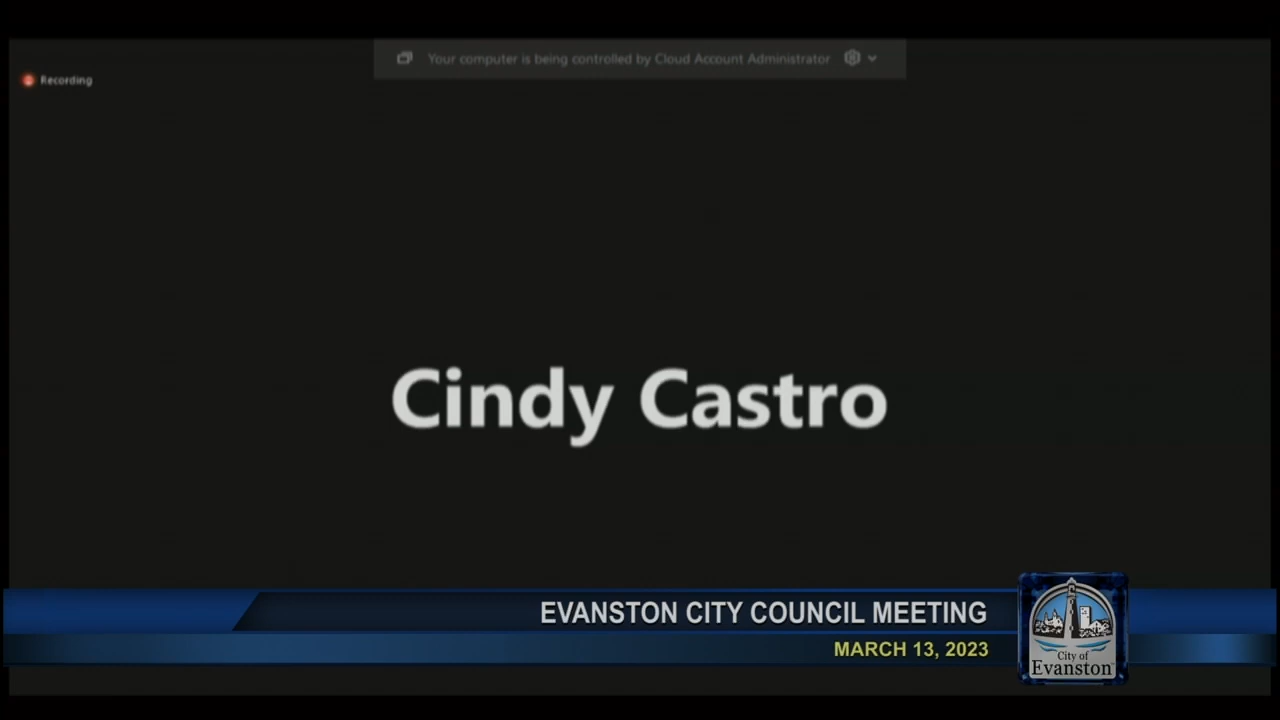 Your computer is being controlled by Cloud Account Administrator
Recording
Cindy Castro
EVANSTON CITY COUNCIL MEETING
MARCH 13, 2023
City of
Evanston